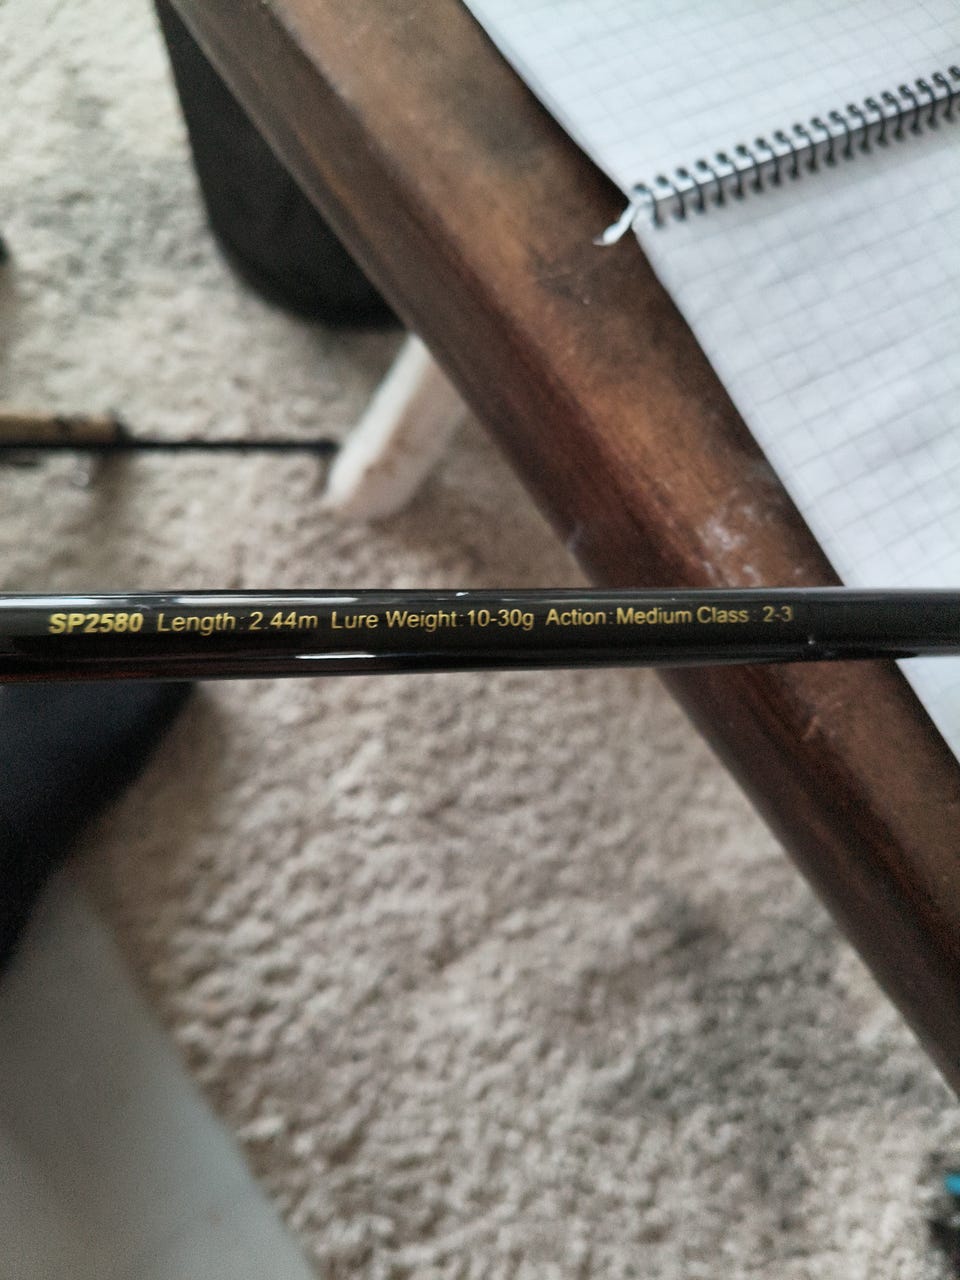 SP2580 Length: 2.44m Lure Weight: 10-30g Action: Medium Class: 2-3